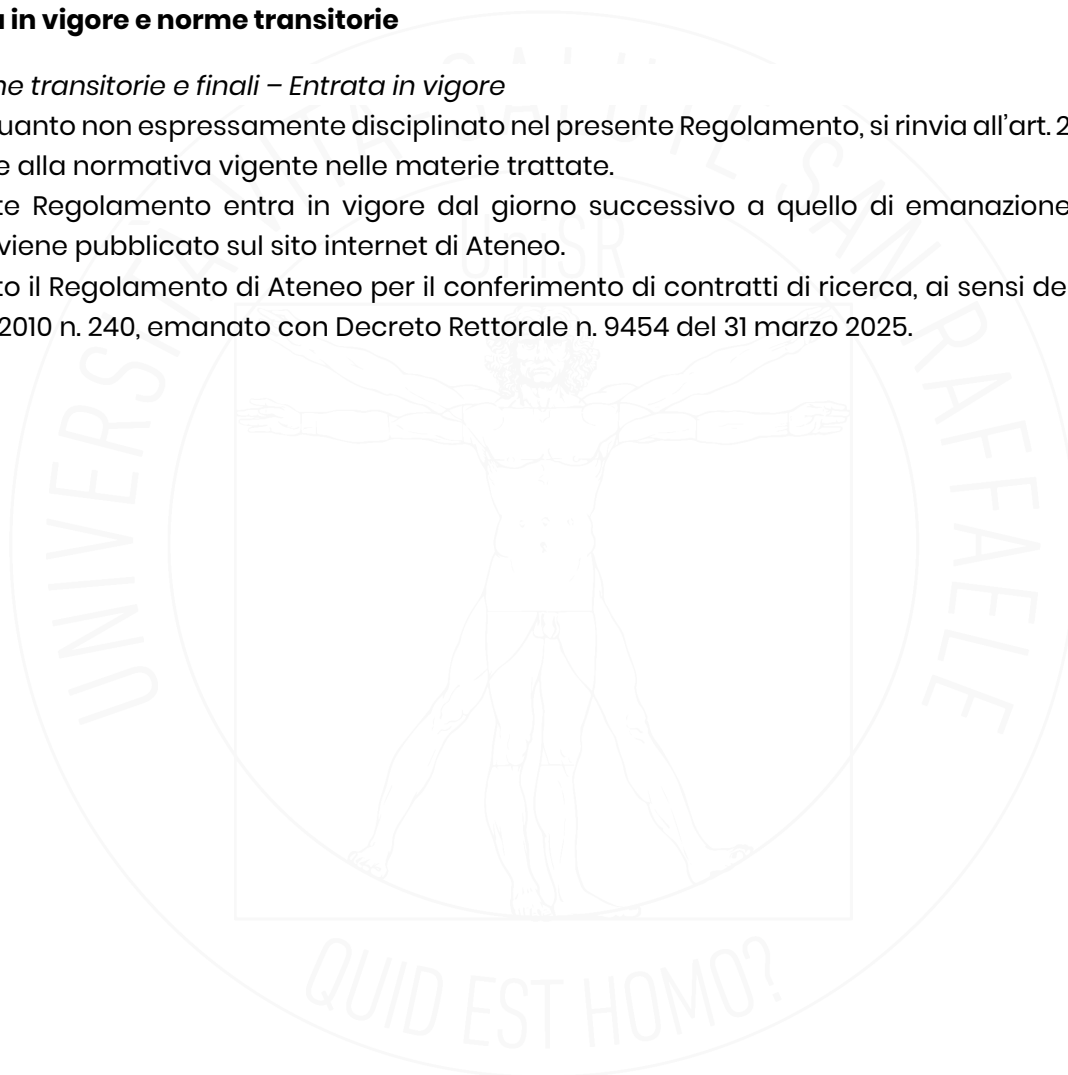 in vigore e norme transitorie
ne transitorie e finali – Entrata in vigore
uanto non espressamente disciplinato nel presente Regolamento, si rinvia all'art. 2
e alla normativa vigente nelle materie trattate.
te Regolamento entra in vigore dal giorno successivo a quello di emanazione
viene pubblicato sul sito internet di Ateneo.
to il Regolamento di Ateneo per il conferimento di contratti di ricerca, ai sensi de
2010 n. 240, emanato con Decreto Rettorale n. 9454 del 31 marzo 2025.
UNIVERSITÀ VITA SALUTE SAN RAFFAELE
UniSR
QUID EST HOMO?